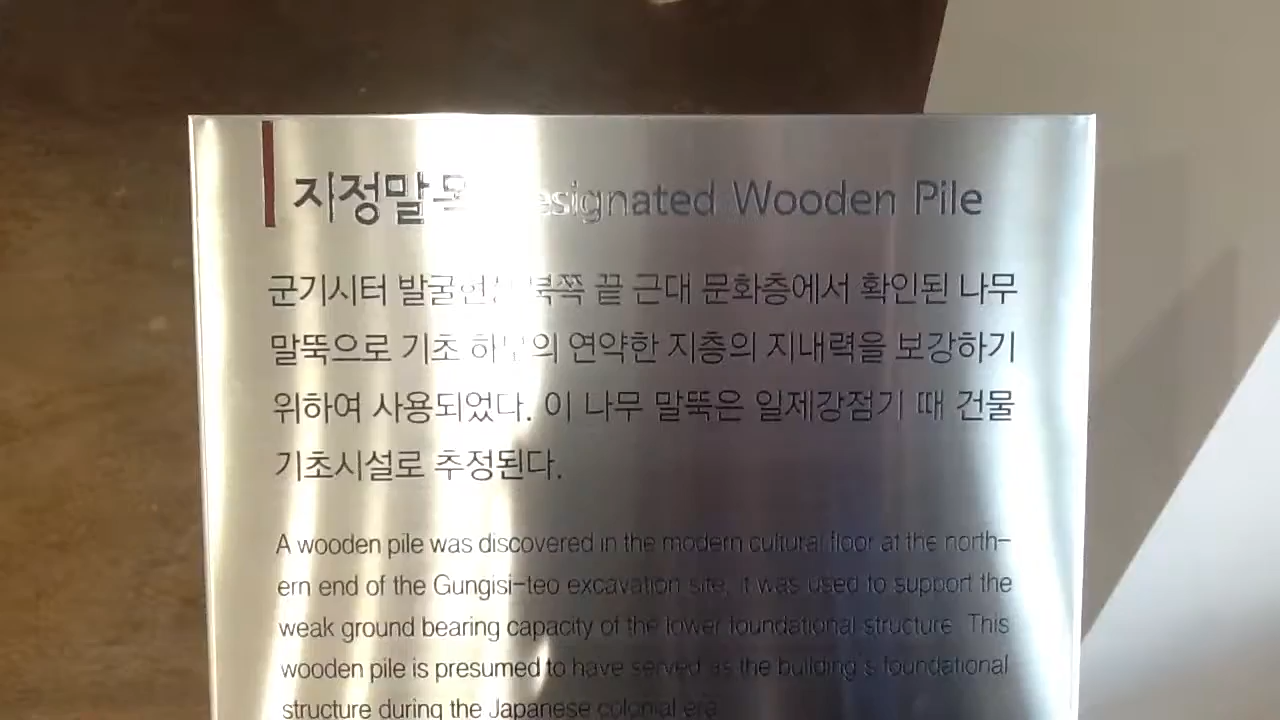 지정말목 Designated Wooden Pile
군기시터 발굴현장 북쪽 끝 근대 문화층에서 확인된 나무
말뚝으로 기초 하부의 연약한 지층의 지내력을 보강하기
위하여 사용되었다. 이 나무 말뚝은 일제강점기 때 건물
기초시설로 추정된다.
A wooden pile was discovered in the modern cultural floor at the north-
ern end of the Gungisi-teo excavation site, it was used to support the
weak ground bearing capacity of the lower foundational structure. This
wooden pile is presumed to have served as the building's foundational
structure during the Japanese colonial era.